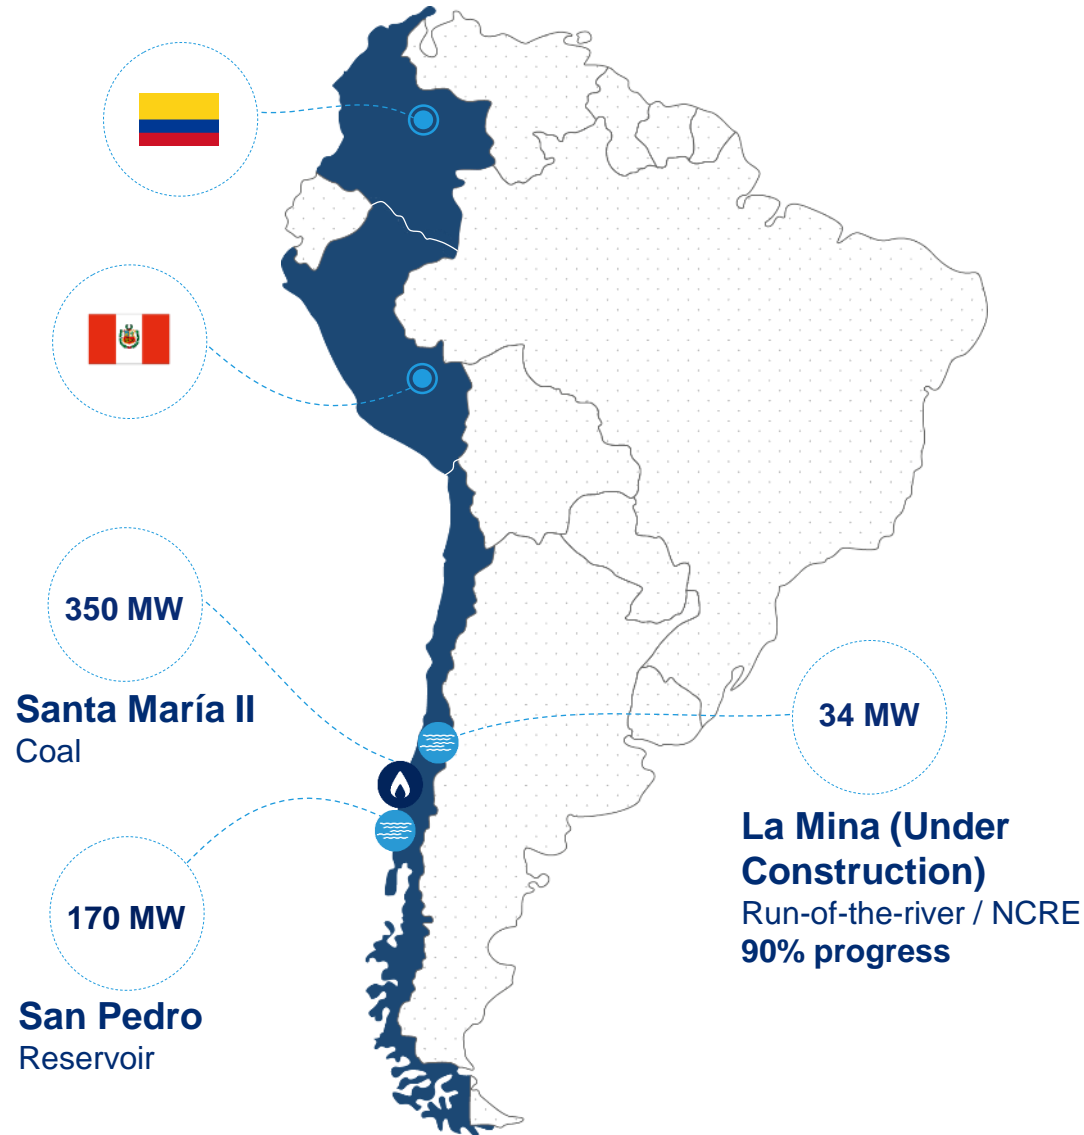 350 MW
Santa María II
Coal
34 MW
La Mina (Under
Construction)
Run-of-the-river / NCRE
90% progress
170 MW
San Pedro
Reservoir